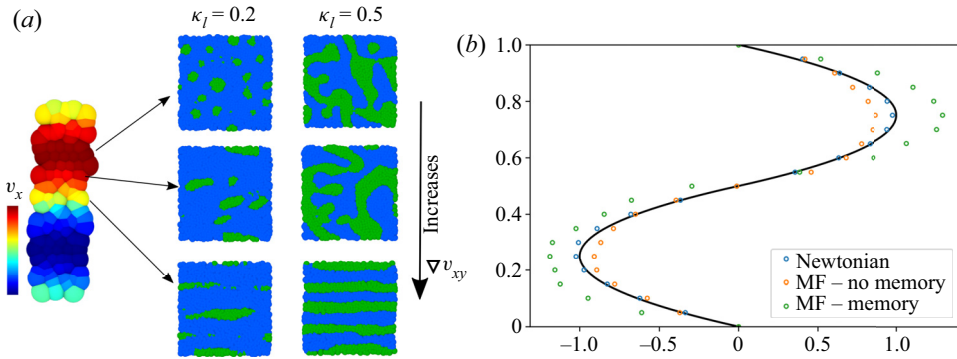 (a)
κ_l = 0.2
κ_l = 0.5
v_x
Increases
∇v_xy
(b)
1.0
0.8
0.6
0.4
0.2
0
−1.0
−0.5
0
0.5
1.0
Newtonian
MF – no memory
MF – memory